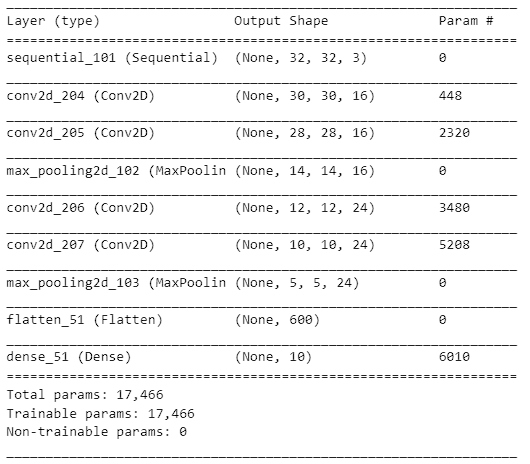 Layer (type) Output Shape Param #
sequential_101 (Sequential) (None, 32, 32, 3) 0
conv2d_204 (Conv2D) (None, 30, 30, 16) 448
conv2d_205 (Conv2D) (None, 28, 28, 16) 2320
max_pooling2d_102 (MaxPoolin (None, 14, 14, 16) 0
conv2d_206 (Conv2D) (None, 12, 12, 24) 3480
conv2d_207 (Conv2D) (None, 10, 10, 24) 5208
max_pooling2d_103 (MaxPoolin (None, 5, 5, 24) 0
flatten_51 (Flatten) (None, 600) 0
dense_51 (Dense) (None, 10) 6010
Total params: 17,466
Trainable params: 17,466
Non-trainable params: 0